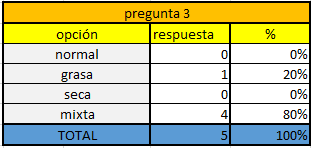 pregunta 3
opción respuesta %
normal 0 0%
grasa 1 20%
seca 0 0%
mixta 4 80%
TOTAL 5 100%